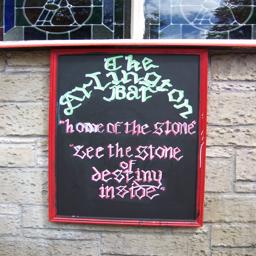 The
Arlington
Bar
"home of the stone"
"see the stone
of
destiny
inside"